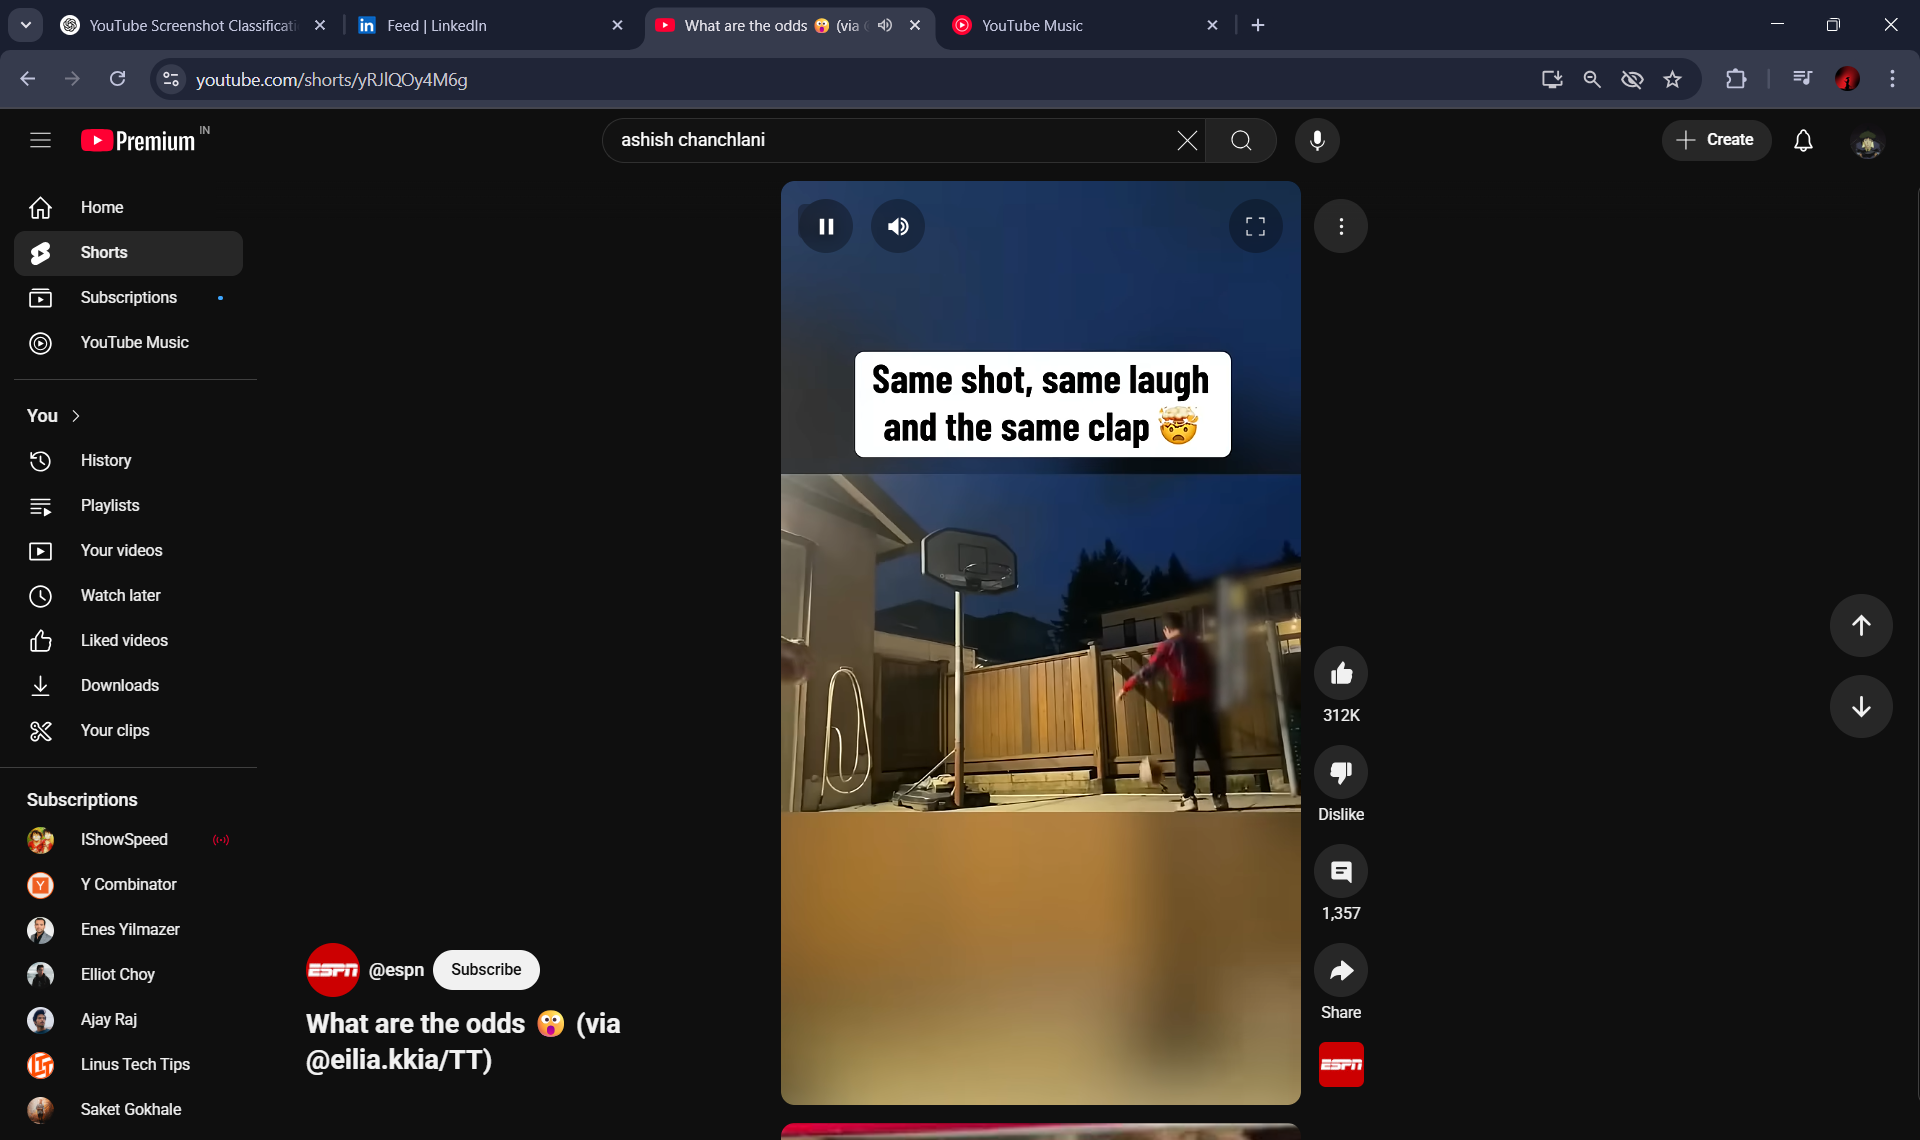 YouTube Screenshot Classificati
Feed | LinkedIn
What are the odds 😲 (via
YouTube Music
youtube.com/shorts/yRJlQOy4M6g
Premium IN
ashish chanchlani
Create
Home
Shorts
Subscriptions
YouTube Music
You
History
Playlists
Your videos
Watch later
Liked videos
Downloads
Your clips
Subscriptions
IShowSpeed
Y Combinator
Enes Yilmazer
Elliot Choy
Ajay Raj
Linus Tech Tips
Saket Gokhale
Same shot, same laugh
and the same clap 🤯
312K
Dislike
1,357
Share
ESPN
ESPN
@espn
Subscribe
What are the odds 😲 (via
@eilia.kkia/TT)